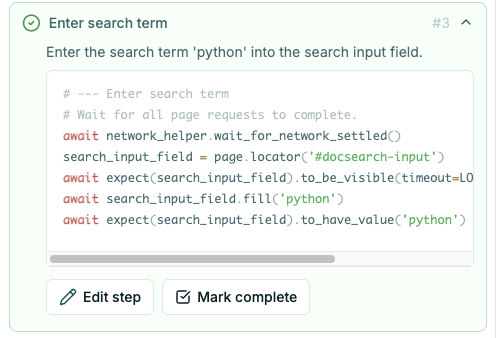 Enter search term #3
Enter the search term 'python' into the search input field.
# --- Enter search term
# Wait for all page requests to complete.
await network_helper.wait_for_network_settled()
search_input_field = page.locator('#docsearch-input')
await expect(search_input_field).to_be_visible(timeout=LO
await search_input_field.fill('python')
await expect(search_input_field).to_have_value('python')
Edit step Mark complete